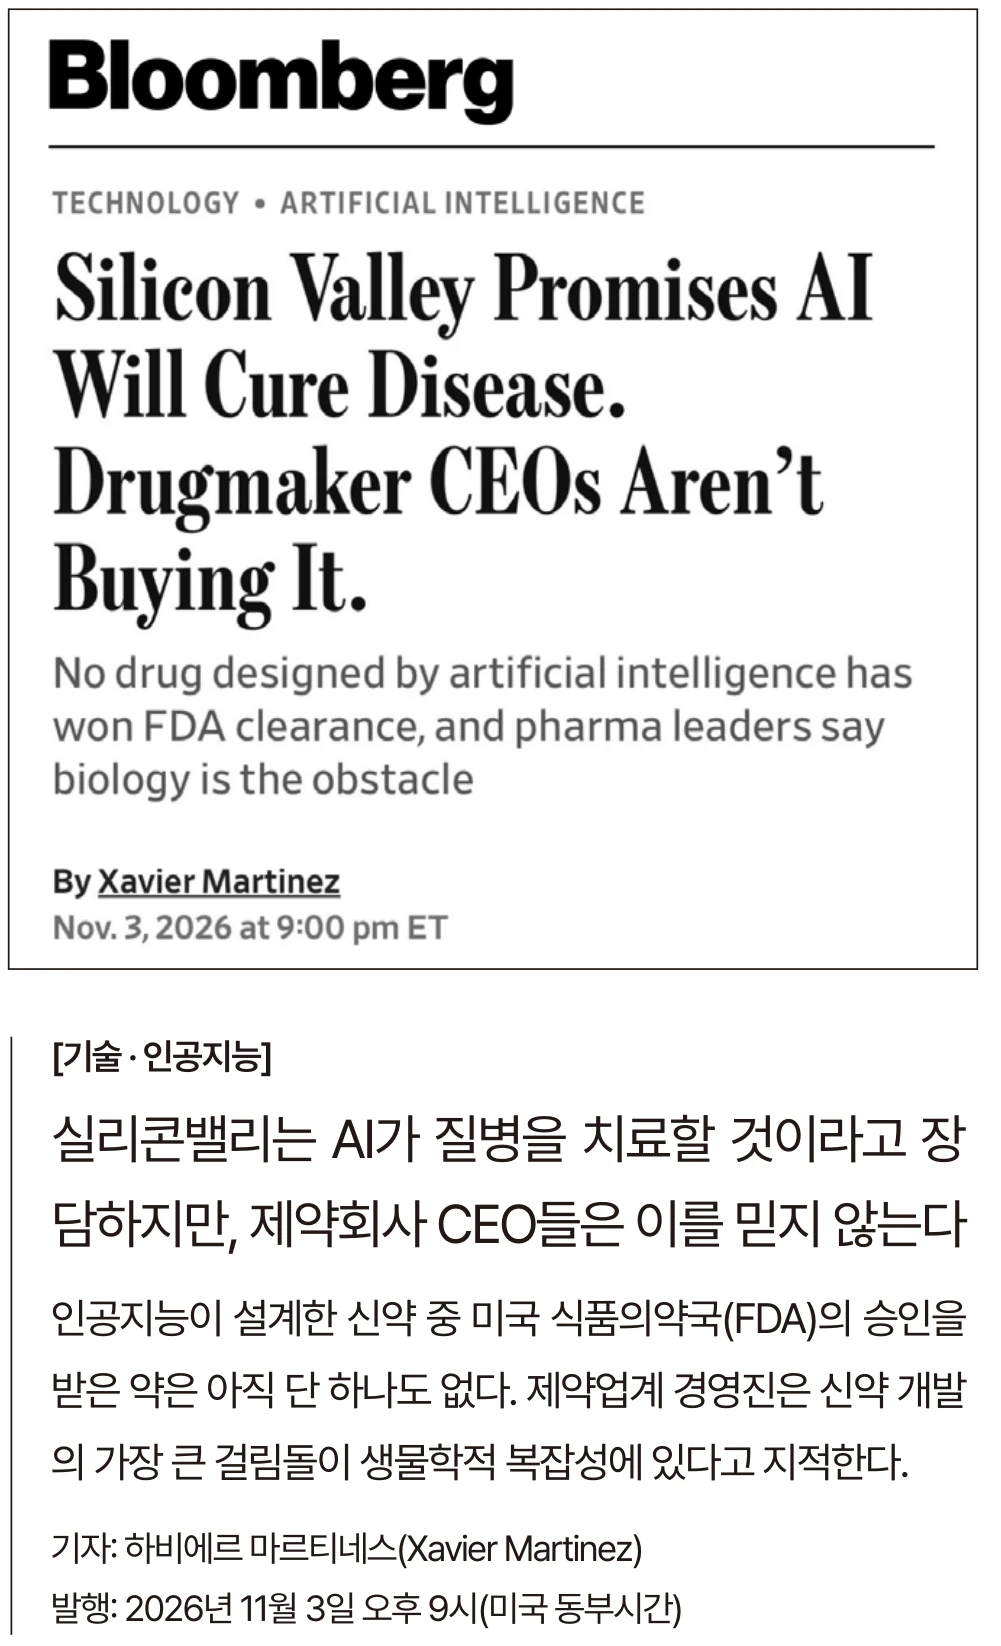 Bloomberg
TECHNOLOGY • ARTIFICIAL INTELLIGENCE
Silicon Valley Promises AI
Will Cure Disease.
Drugmaker CEOs Aren’t
Buying It.
No drug designed by artificial intelligence has
won FDA clearance, and pharma leaders say
biology is the obstacle
By Xavier Martinez
Nov. 3, 2026 at 9:00 pm ET
[기술 · 인공지능]
실리콘밸리는 AI가 질병을 치료할 것이라고 장
담하지만, 제약회사 CEO들은 이를 믿지 않는다
인공지능이 설계한 신약 중 미국 식품의약국(FDA)의 승인을
받은 약은 아직 단 하나도 없다. 제약업계 경영진은 신약 개발
의 가장 큰 걸림돌이 생물학적 복잡성에 있다고 지적한다.
기자: 하비에르 마르티네스(Xavier Martinez)
발행: 2026년 11월 3일 오후 9시(미국 동부시간)